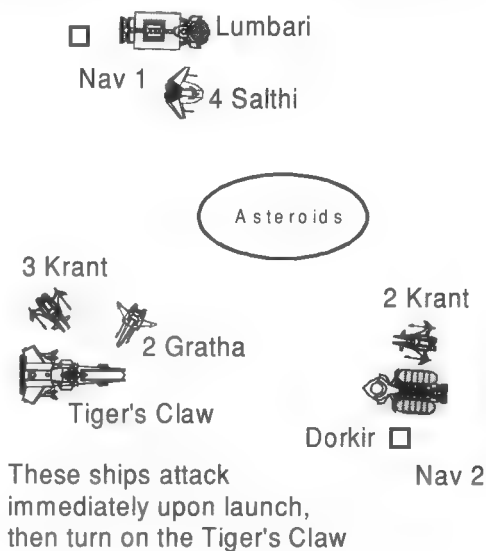 Lumbari
Nav 1
4 Salthi
Asteroids
3 Krant
2 Krant
2 Gratha
Tiger's Claw
Dorkir
Nav 2
These ships attack
immediately upon launch,
then turn on the Tiger's Claw